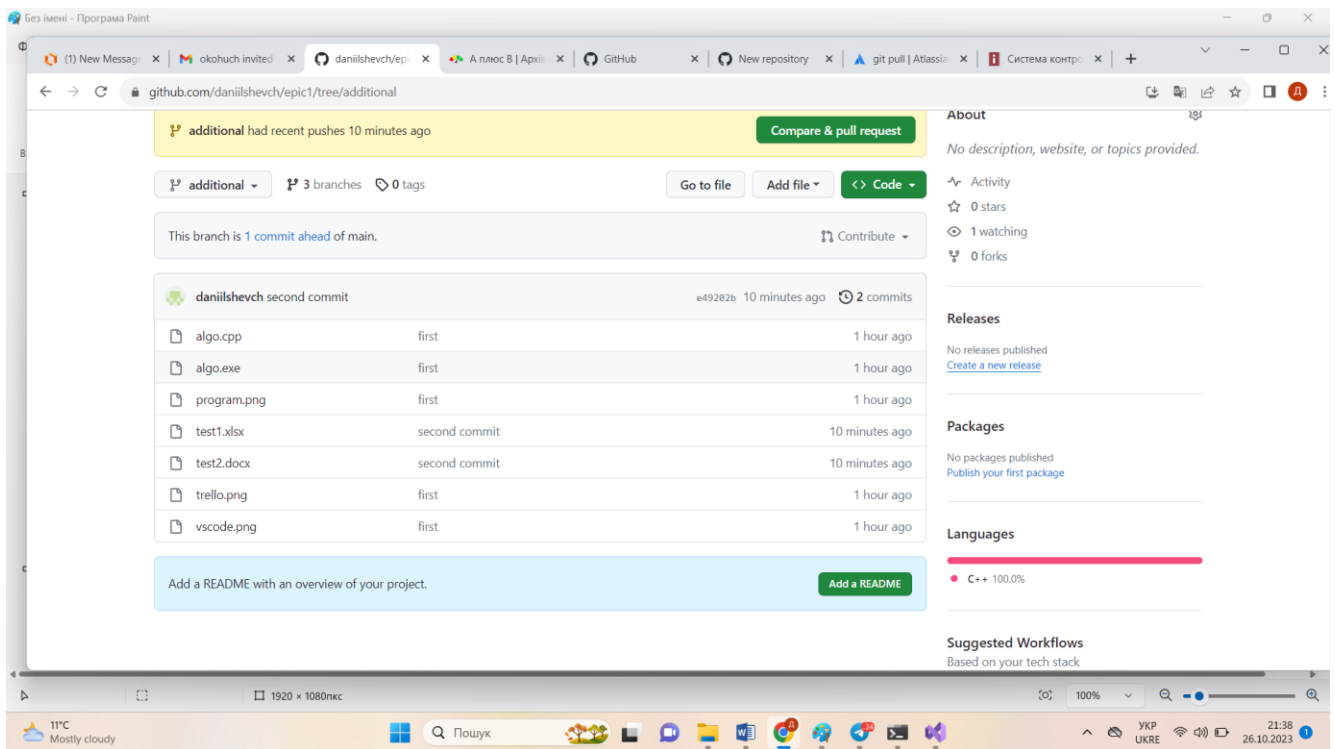 Без імені - Програма Paint
(1) New Message
okohuch invited
daniilshevch/epi
А плюс В | Архів
GitHub
New repository
git pull | Atlassia
Система контро
github.com/daniilshevch/epic1/tree/additional
Д
additional had recent pushes 10 minutes ago
Compare & pull request
additional
3 branches
0 tags
Go to file
Add file
<> Code
This branch is 1 commit ahead of main.
Contribute
daniilshevch second commit
e49202b 10 minutes ago
2 commits
algo.cpp first 1 hour ago
algo.exe first 1 hour ago
program.png first 1 hour ago
test1.xlsx second commit 10 minutes ago
test2.docx second commit 10 minutes ago
trello.png first 1 hour ago
vscode.png first 1 hour ago
Add a README with an overview of your project.
Add a README
About
No description, website, or topics provided.
Activity
0 stars
1 watching
0 forks
Releases
No releases published
Create a new release
Packages
No packages published
Publish your first package
Languages
C++ 100.0%
Suggested Workflows
Based on your tech stack
1920 × 1080пкс
100%
11°C
Mostly cloudy
Пошук
УКР
UKRE
21:38
26.10.2023
1